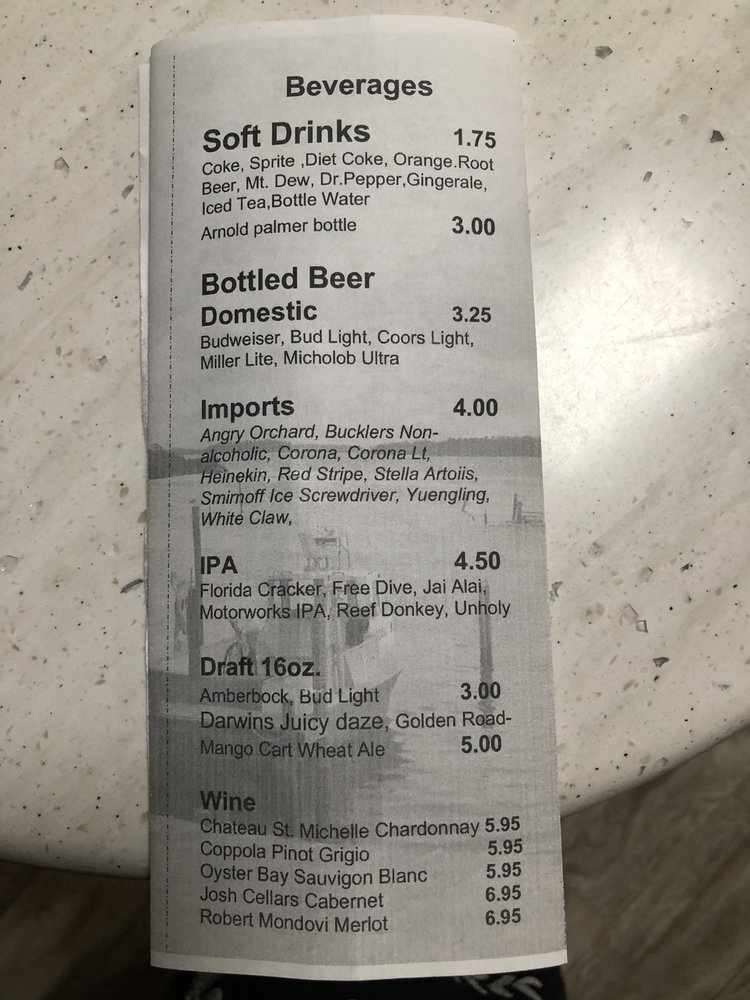 Beverages
Soft Drinks 1.75
Coke, Sprite ,Diet Coke, Orange.Root
Beer, Mt. Dew, Dr.Pepper,Gingerale,
Iced Tea,Bottle Water
Arnold palmer bottle 3.00
Bottled Beer
Domestic 3.25
Budweiser, Bud Light, Coors Light,
Miller Lite, Micholob Ultra
Imports 4.00
Angry Orchard, Bucklers Non-
alcoholic, Corona, Corona Lt,
Heinekin, Red Stripe, Stella Artoiis,
Smirnoff Ice Screwdriver, Yuengling,
White Claw,
IPA 4.50
Florida Cracker, Free Dive, Jai Alai,
Motorworks IPA, Reef Donkey, Unholy
Draft 16oz.
Amberbock, Bud Light 3.00
Darwins Juicy daze, Golden Road-
Mango Cart Wheat Ale 5.00
Wine
Chateau St. Michelle Chardonnay 5.95
Coppola Pinot Grigio 5.95
Oyster Bay Sauvigon Blanc 5.95
Josh Cellars Cabernet 6.95
Robert Mondovi Merlot 6.95